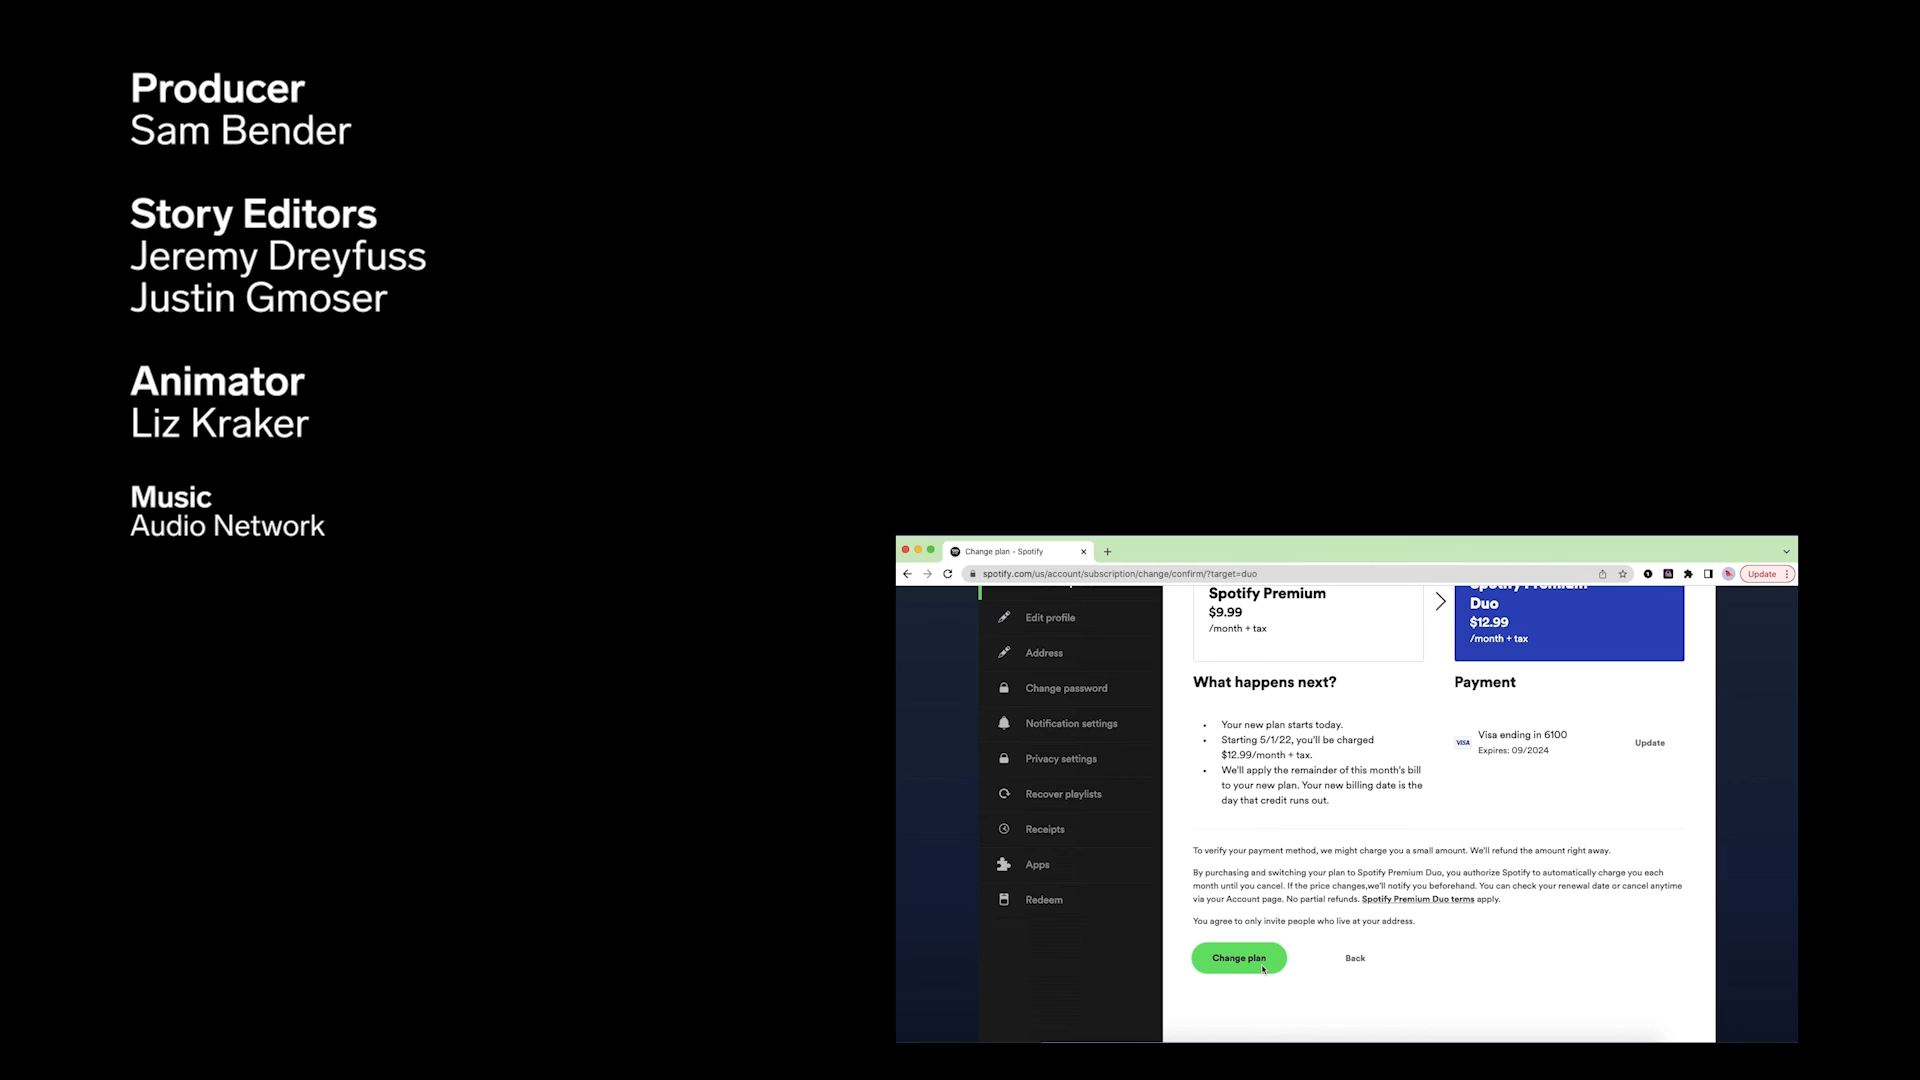 Producer
Sam Bender
Story Editors
Jeremy Dreyfuss
Justin Gmoser
Animator
Liz Kraker
Music
Audio Network
Change plan - Spotify
spotify.com/us/account/subscription/change/confirm/?target=duo
Update
Edit profile
Address
Change password
Notification settings
Privacy settings
Recover playlists
Receipts
Apps
Redeem
Spotify Premium
$9.99
/month + tax
Spotify Premium
Duo
$12.99
/month + tax
What happens next?
Your new plan starts today.
Starting 5/1/22, you'll be charged
$12.99/month + tax.
We'll apply the remainder of this month's bill
to your new plan. Your new billing date is the
day that credit runs out.
Payment
VISA
Visa ending in 6100
Expires: 09/2024
Update
To verify your payment method, we might charge you a small amount. We'll refund the amount right away.
By purchasing and switching your plan to Spotify Premium Duo, you authorize Spotify to automatically charge you each
month until you cancel. If the price changes,we'll notify you beforehand. You can check your renewal date or cancel anytime
via your Account page. No partial refunds. Spotify Premium Duo terms apply.
You agree to only invite people who live at your address.
Change plan
Back